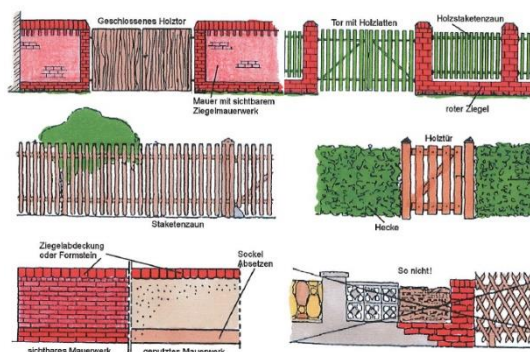 Geschlossenes Holztor
Tor mit Holzlatten
Holzstaketenzaun
Mauer mit sichtbarem
Ziegelmauerwerk
roter Ziegel
Holztür
Staketenzaun
Hecke
Ziegelabdeckung
oder Formstein
Sockel
Absetzen
So nicht!
sichtbares Mauerwerk
geputztes Mauerwerk